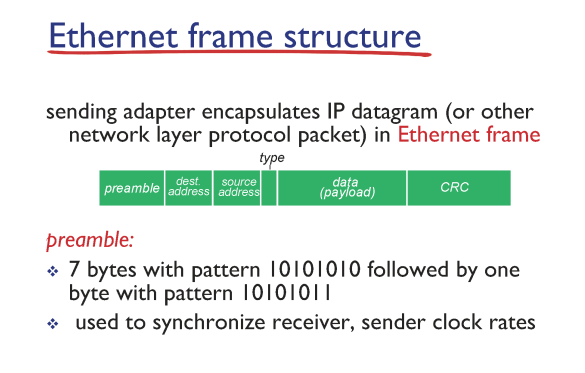 Ethernet frame structure
sending adapter encapsulates IP datagram (or other
network layer protocol packet) in Ethernet frame
type
preamble dest. address source address data (payload) CRC
preamble:
❖ 7 bytes with pattern 10101010 followed by one
byte with pattern 10101011
❖ used to synchronize receiver, sender clock rates